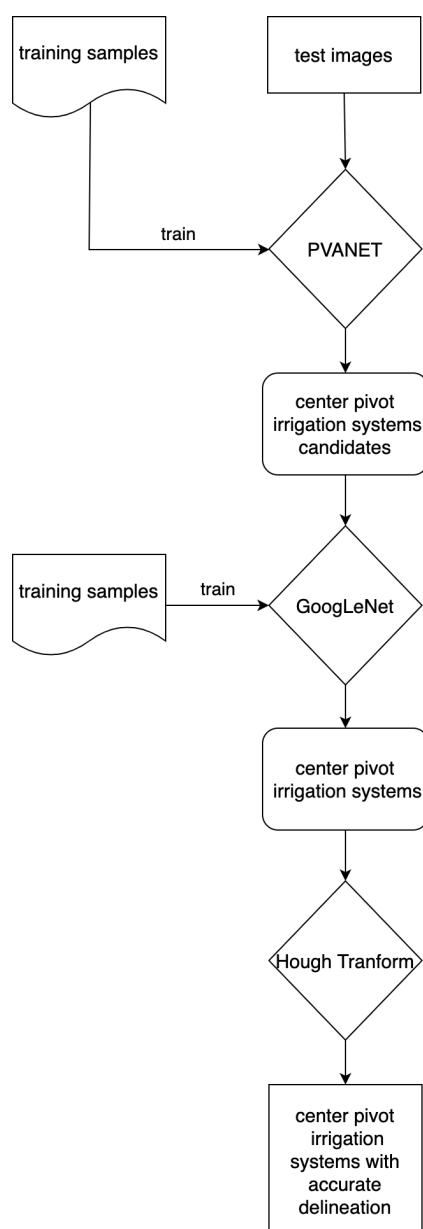 training samples
test images
train
PVANET
center pivot
irrigation systems
candidates
training samples
train
GoogLeNet
center pivot
irrigation systems
Hough Tranform
center pivot
irrigation
systems with
accurate
delineation